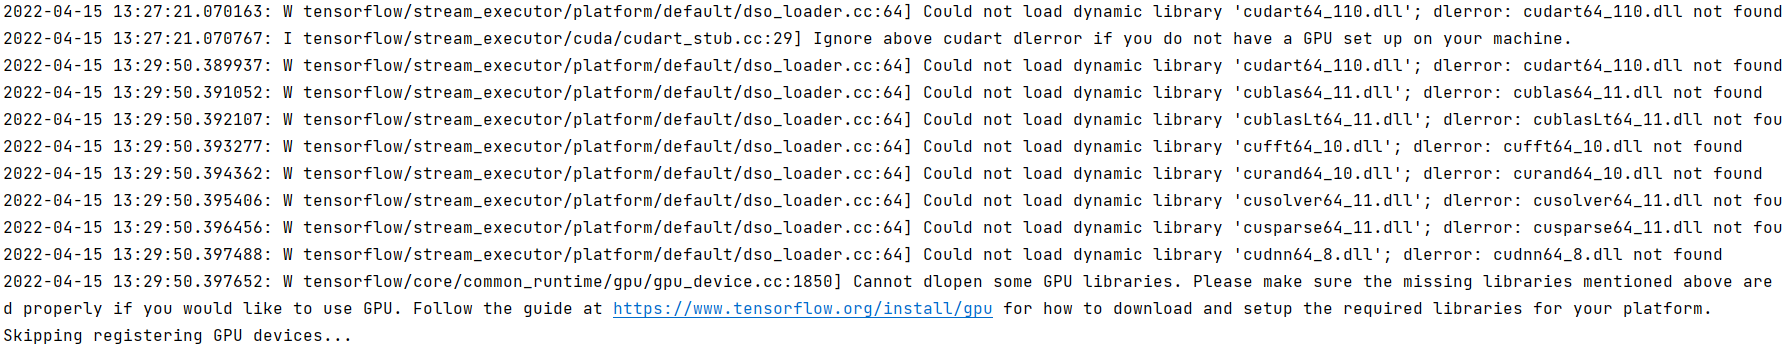 2022-04-15 13:27:21.070163: W tensorflow/stream_executor/platform/default/dso_loader.cc:64] Could not load dynamic library 'cudart64_110.dll'; dlerror: cudart64_110.dll not found
2022-04-15 13:27:21.070767: I tensorflow/stream_executor/cuda/cudart_stub.cc:29] Ignore above cudart dlerror if you do not have a GPU set up on your machine.
2022-04-15 13:29:50.389937: W tensorflow/stream_executor/platform/default/dso_loader.cc:64] Could not load dynamic library 'cudart64_110.dll'; dlerror: cudart64_110.dll not found
2022-04-15 13:29:50.391052: W tensorflow/stream_executor/platform/default/dso_loader.cc:64] Could not load dynamic library 'cublas64_11.dll'; dlerror: cublas64_11.dll not found
2022-04-15 13:29:50.392107: W tensorflow/stream_executor/platform/default/dso_loader.cc:64] Could not load dynamic library 'cublasLt64_11.dll'; dlerror: cublasLt64_11.dll not fou
2022-04-15 13:29:50.393277: W tensorflow/stream_executor/platform/default/dso_loader.cc:64] Could not load dynamic library 'cufft64_10.dll'; dlerror: cufft64_10.dll not found
2022-04-15 13:29:50.394362: W tensorflow/stream_executor/platform/default/dso_loader.cc:64] Could not load dynamic library 'curand64_10.dll'; dlerror: curand64_10.dll not found
2022-04-15 13:29:50.395406: W tensorflow/stream_executor/platform/default/dso_loader.cc:64] Could not load dynamic library 'cusolver64_11.dll'; dlerror: cusolver64_11.dll not fou
2022-04-15 13:29:50.396456: W tensorflow/stream_executor/platform/default/dso_loader.cc:64] Could not load dynamic library 'cusparse64_11.dll'; dlerror: cusparse64_11.dll not fou
2022-04-15 13:29:50.397488: W tensorflow/stream_executor/platform/default/dso_loader.cc:64] Could not load dynamic library 'cudnn64_8.dll'; dlerror: cudnn64_8.dll not found
2022-04-15 13:29:50.397652: W tensorflow/core/common_runtime/gpu/gpu_device.cc:1850] Cannot dlopen some GPU libraries. Please make sure the missing libraries mentioned above are
d properly if you would like to use GPU. Follow the guide at https://www.tensorflow.org/install/gpu for how to download and setup the required libraries for your platform.
Skipping registering GPU devices...